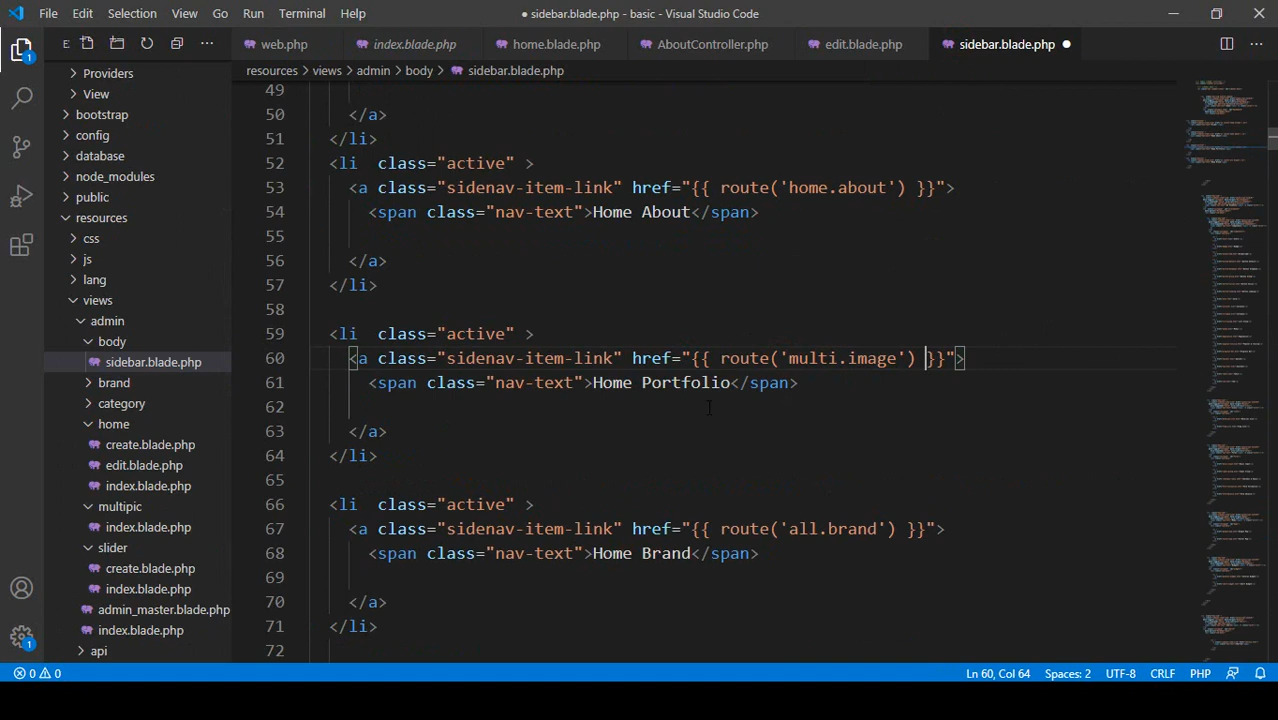 File Edit Selection View Go Run Terminal Help
● sidebar.blade.php - basic - Visual Studio Code
E
web.php index.blade.php home.blade.php AboutController.php edit.blade.php sidebar.blade.php
resources > views > admin > body > sidebar.blade.php
Providers
View
bootstrap
config
database
node_modules
public
resources
css
js
lang
views
admin
body
sidebar.blade.php
brand
category
home
create.blade.php
edit.blade.php
index.blade.php
multipic
index.blade.php
slider
create.blade.php
index.blade.php
admin_master.blade.php
index.blade.php
api
49
50 </a>
51 </li>
52 <li  class="active" >
53 <a class="sidenav-item-link" href="{{ route('home.about') }}">
54 <span class="nav-text">Home About</span>
55
56 </a>
57 </li>
58
59 <li  class="active" >
60 <a class="sidenav-item-link" href="{{ route('multi.image') }}">
61 <span class="nav-text">Home Portfolio</span>
62
63 </a>
64 </li>
65
66 <li  class="active" >
67 <a class="sidenav-item-link" href="{{ route('all.brand') }}">
68 <span class="nav-text">Home Brand</span>
69
70 </a>
71 </li>
72
1
1
0 0
Ln 60, Col 64 Spaces: 2 UTF-8 CRLF PHP